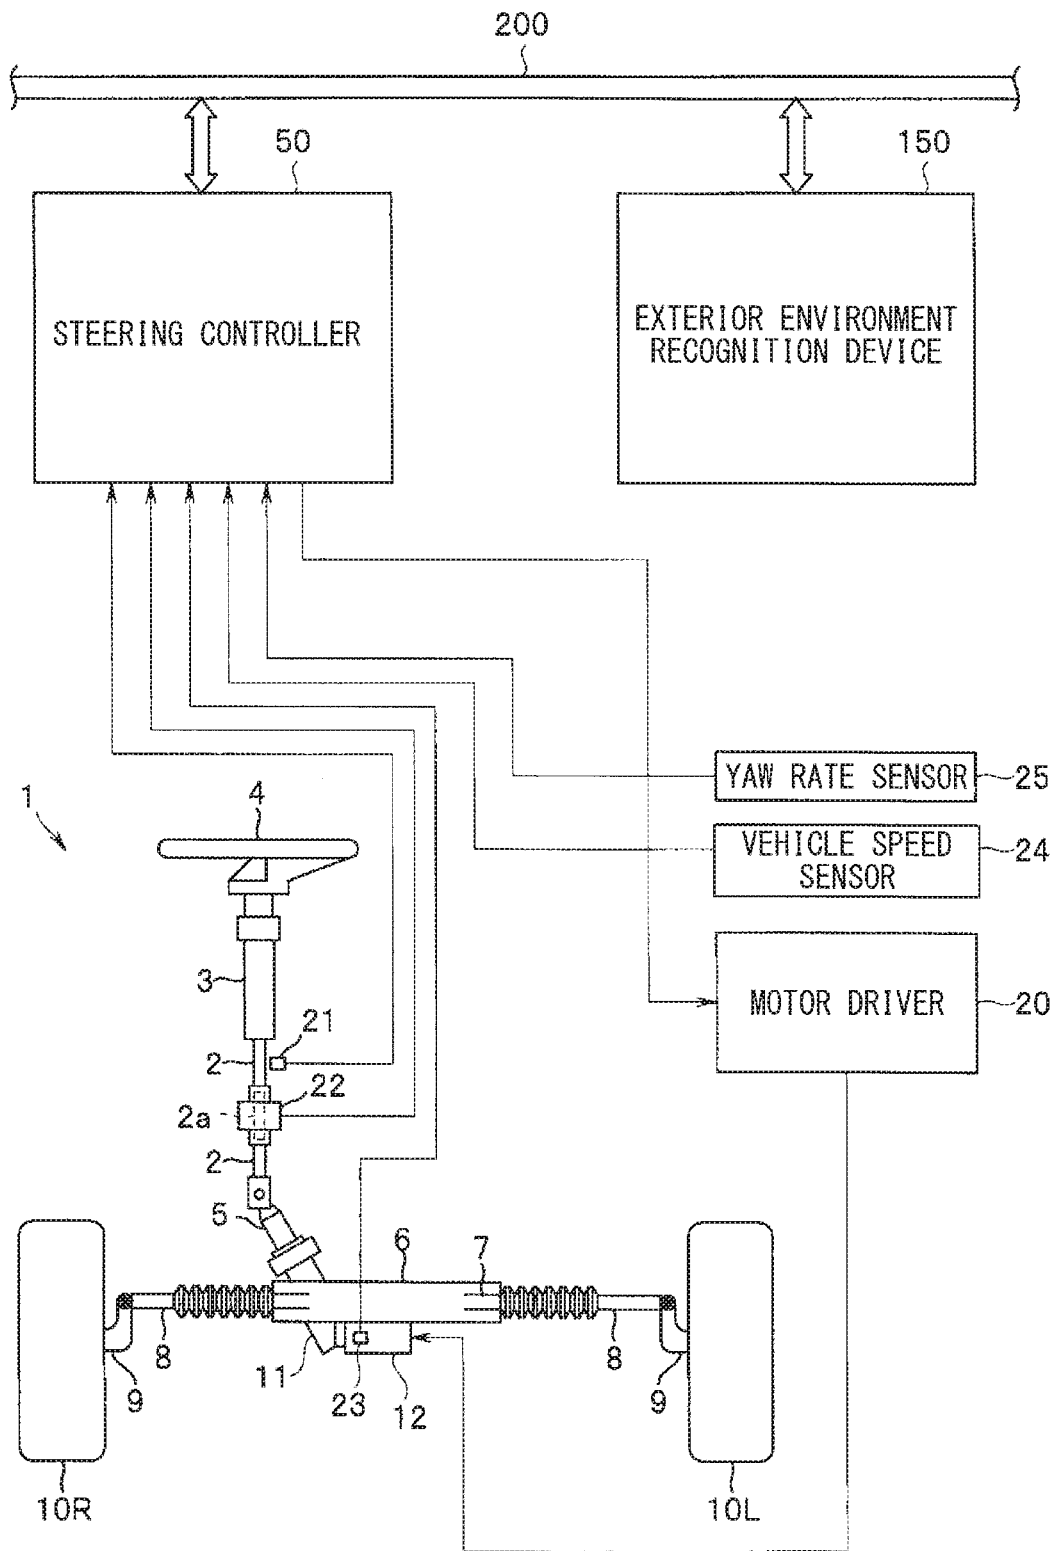 200
50
150
STEERING CONTROLLER
EXTERIOR ENVIRONMENT
RECOGNITION DEVICE
YAW RATE SENSOR
25
1
4
VEHICLE SPEED
SENSOR
24
3
MOTOR DRIVER
20
21
2
22
2a
2
5
6
7
8
11
8
9
23
12
9
10R
10L